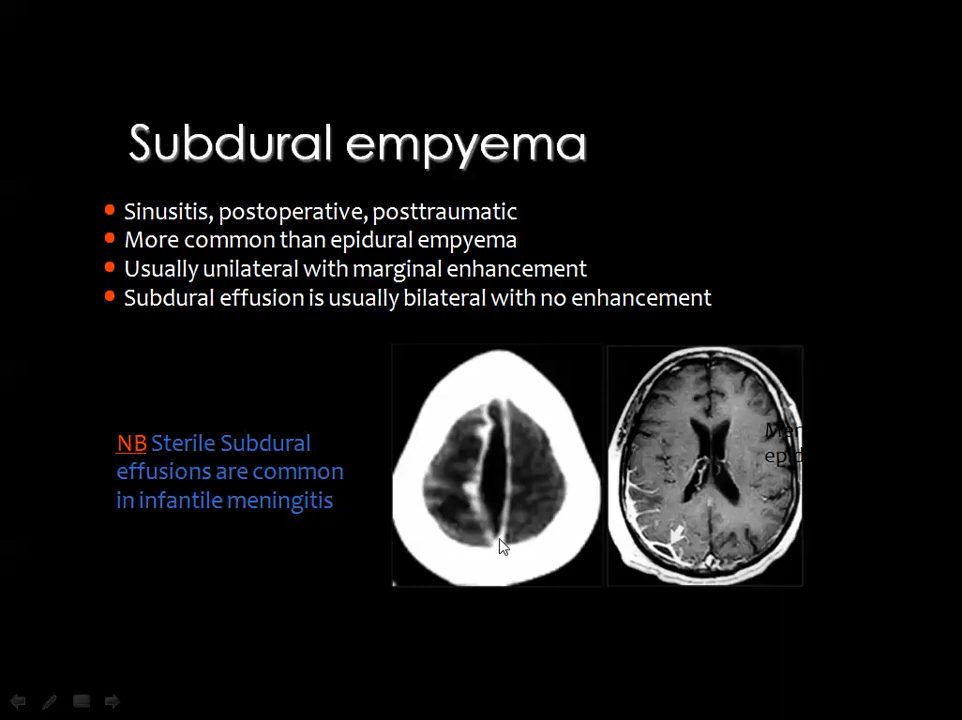 Subdural empyema
Sinusitis, postoperative, posttraumatic
More common than epidural empyema
Usually unilateral with marginal enhancement
Subdural effusion is usually bilateral with no enhancement
NB Sterile Subdural
effusions are common
in infantile meningitis